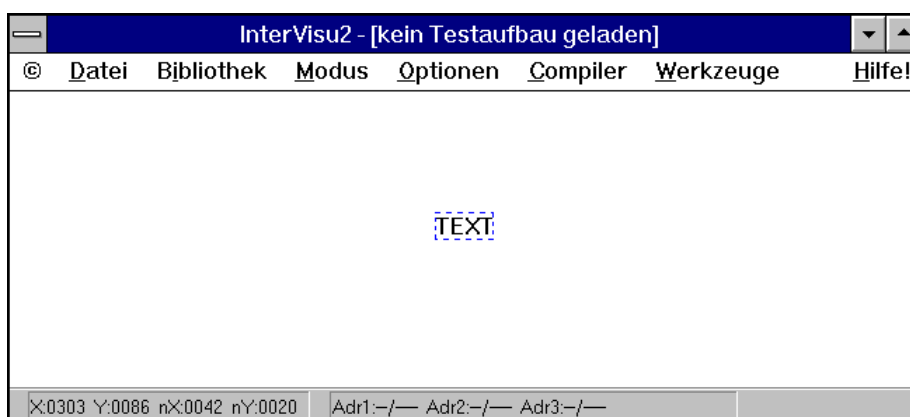 InterVisu2 - [kein Testaufbau geladen]
© Datei Bibliothek Modus Optionen Compiler Werkzeuge Hilfe!
TEXT
X:0303 Y:0086 nX:0042 nY:0020 Adr1:–/–– Adr2:–/–– Adr3:–/––